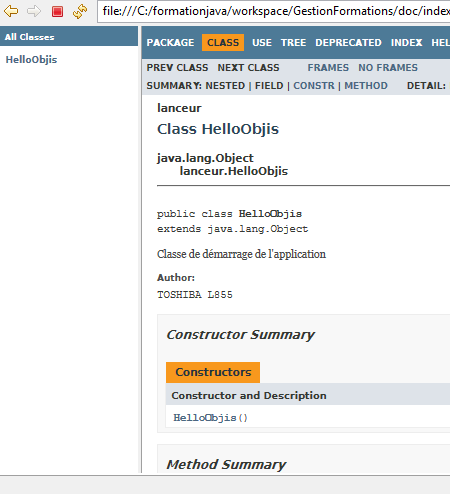 file:///C:/formationjava/workspace/GestionFormations/doc/index
All Classes
HelloObjis
PACKAGE CLASS USE TREE DEPRECATED INDEX HEL
PREV CLASS NEXT CLASS FRAMES NO FRAMES
SUMMARY: NESTED | FIELD | CONSTR | METHOD DETAIL:
lanceur
Class HelloObjis
java.lang.Object
lanceur.HelloObjis
public class HelloObjis
extends java.lang.Object
Classe de démarrage de l'application
Author:
TOSHIBA L855
Constructor Summary
Constructors
Constructor and Description
HelloObjis()
Method Summary